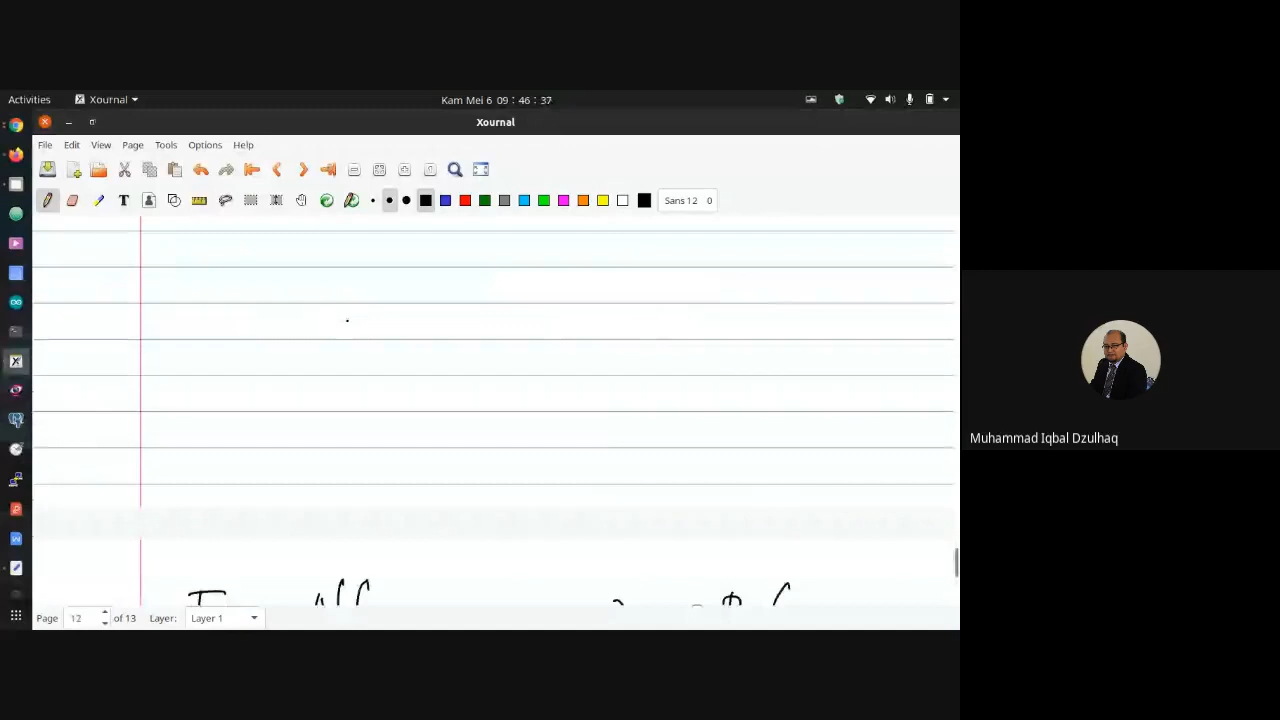 Activities Xournal Kam Mei 6 09 : 46 : 37
Xournal
File Edit View Page Tools Options Help
Sans 12 0
Muhammad Iqbal Dzulhaq
Page 12 of 13 Layer: Layer 1